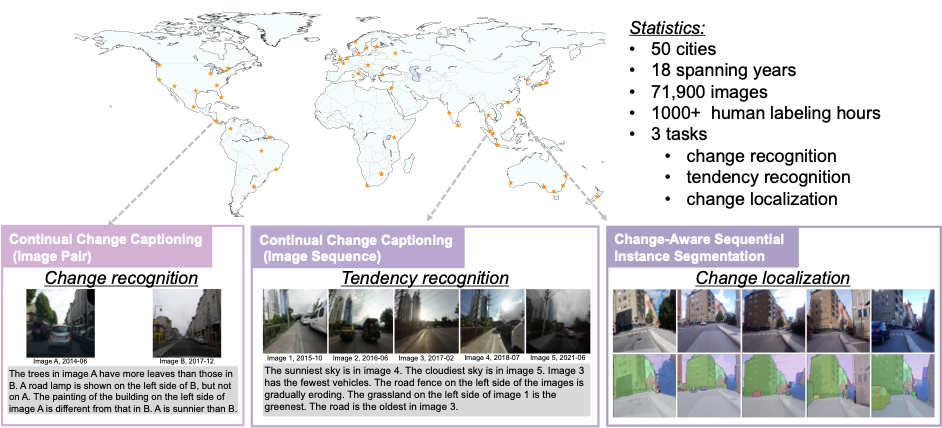 Statistics:
• 50 cities
• 18 spanning years
• 71,900 images
• 1000+ human labeling hours
• 3 tasks
• change recognition
• tendency recognition
• change localization
Continual Change Captioning
(Image Pair)
Change recognition
Image A, 2014-06
Image B, 2017-12
The trees in image A have more leaves than those in
B. A road lamp is shown on the left side of B, but not
on A. The painting of the building on the left side of
image A is different from that in B. A is sunnier than B.
Continual Change Captioning
(Image Sequence)
Tendency recognition
Image 1, 2015-10
Image 2, 2016-06
Image 3, 2017-02
Image 4, 2018-07
Image 5, 2021-06
The sunniest sky is in image 4. The cloudiest sky is in image 5. Image 3
has the fewest vehicles. The road fence on the left side of the images is
gradually eroding. The grassland on the left side of image 1 is the
greenest. The road is the oldest in image 3.
Change-Aware Sequential
Instance Segmentation
Change localization